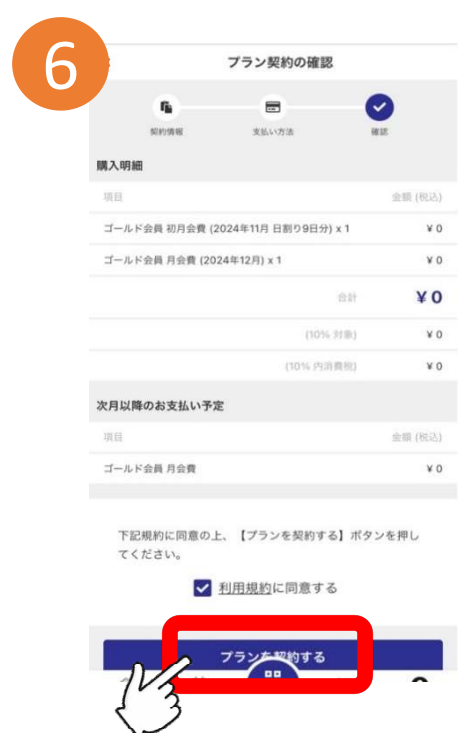 6
プラン契約の確認
契約情報
支払い方法
確認
購入明細
項目 金額 (税込)
ゴールド会員 初月会費 (2024年11月 日割り9日分) x 1 ¥ 0
ゴールド会員 月会費 (2024年12月) x 1 ¥ 0
合計 ¥ 0
(10% 対象) ¥ 0
(10% 内消費税) ¥ 0
次月以降のお支払い予定
項目 金額 (税込)
ゴールド会員 月会費 ¥ 0
下記規約に同意の上、【プランを契約する】ボタンを押し
てください。
利用規約に同意する
プランを契約する